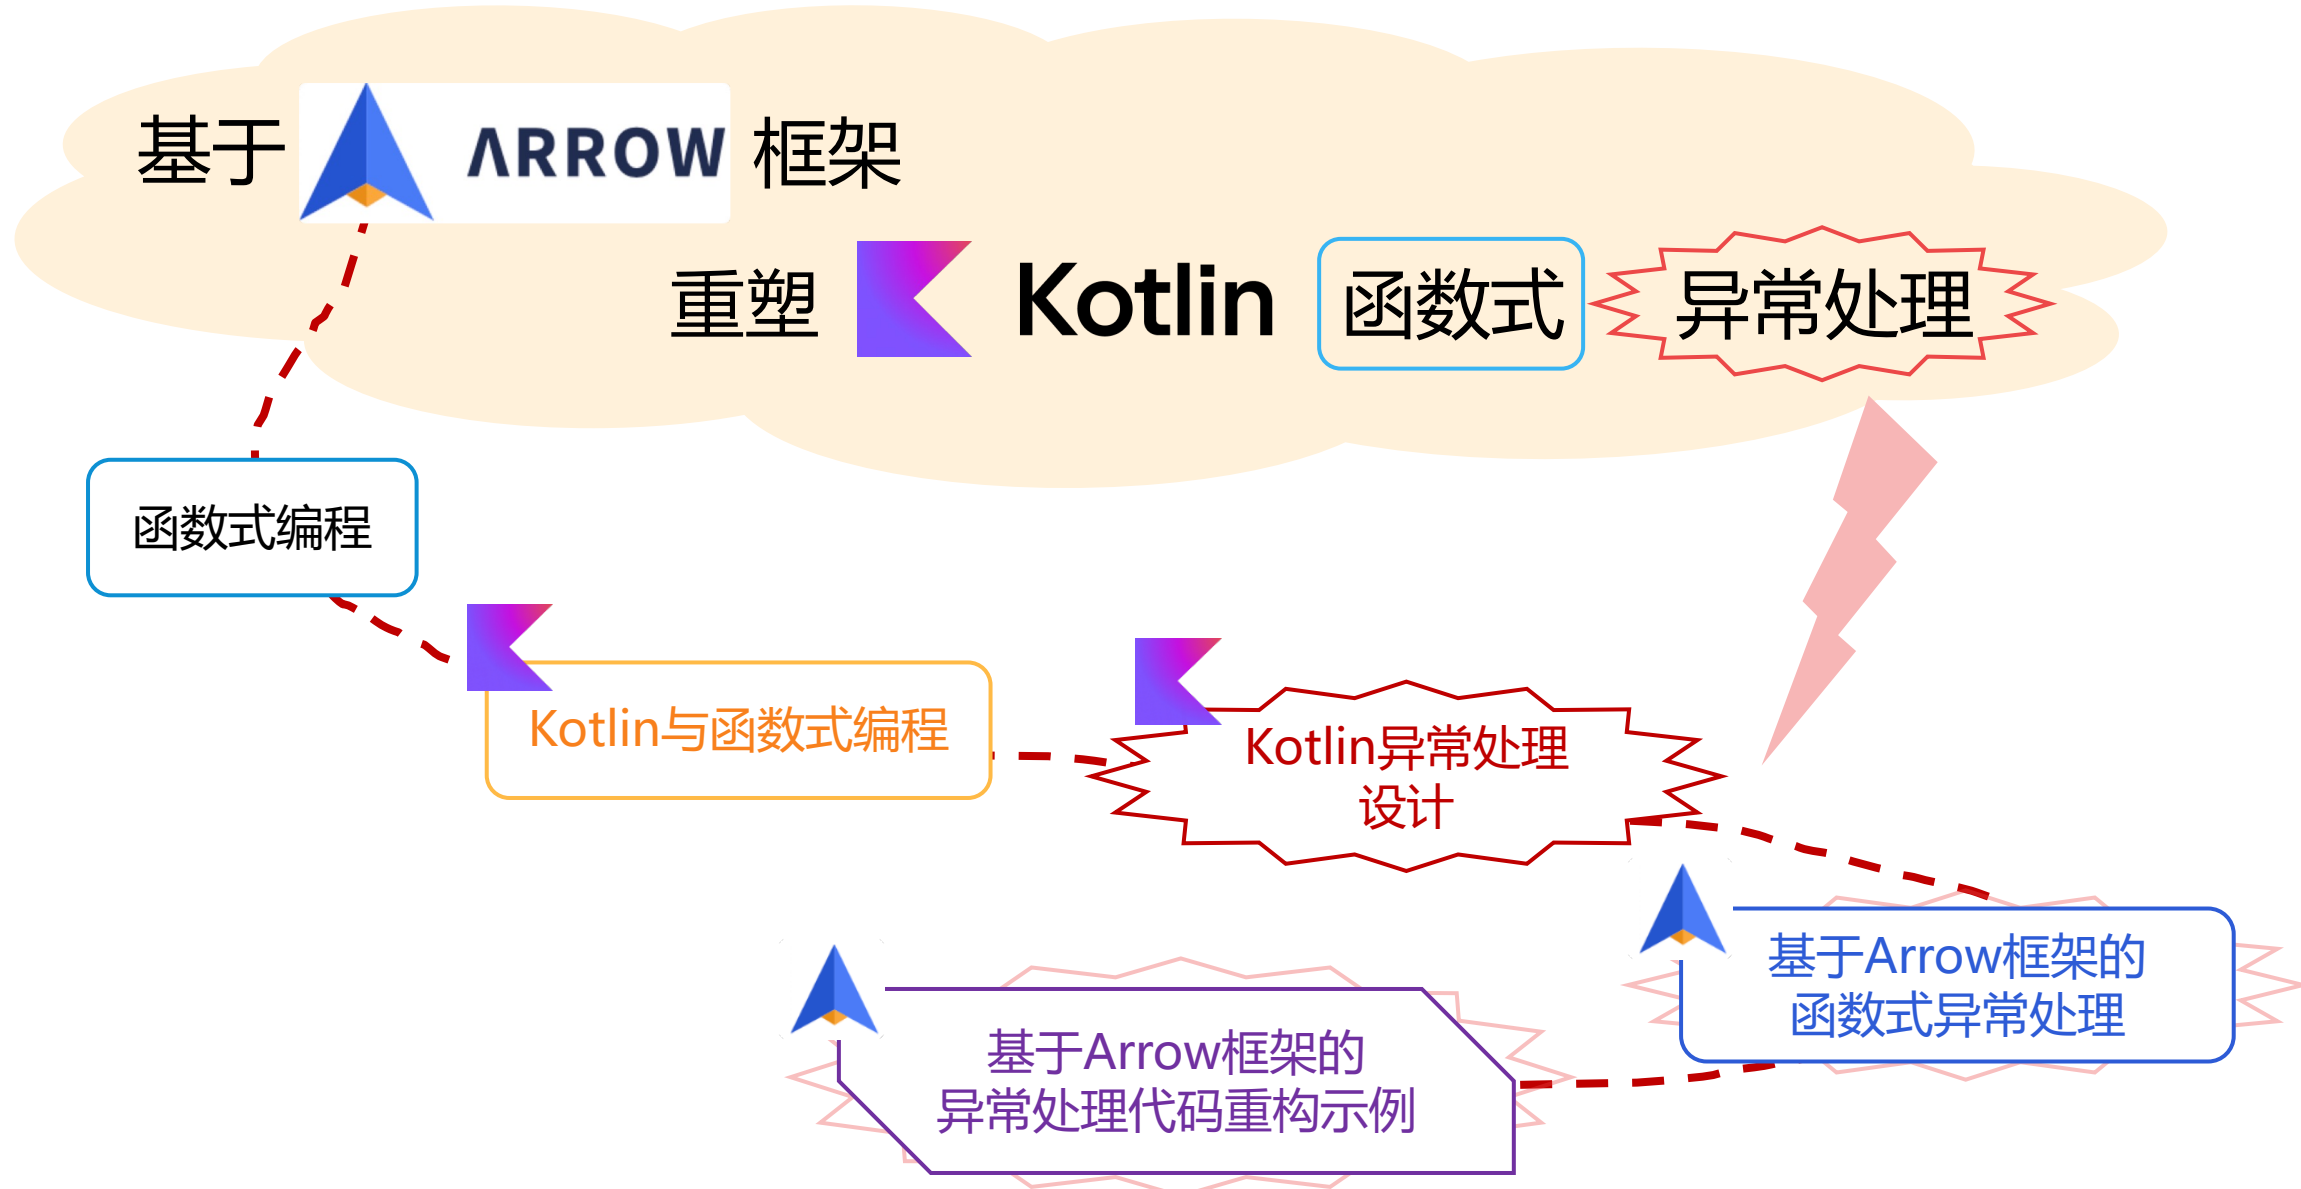 基于 ARROW 框架
重塑 Kotlin 函数式 异常处理
函数式编程
Kotlin与函数式编程
Kotlin异常处理
设计
基于Arrow框架的
函数式异常处理
基于Arrow框架的
异常处理代码重构示例